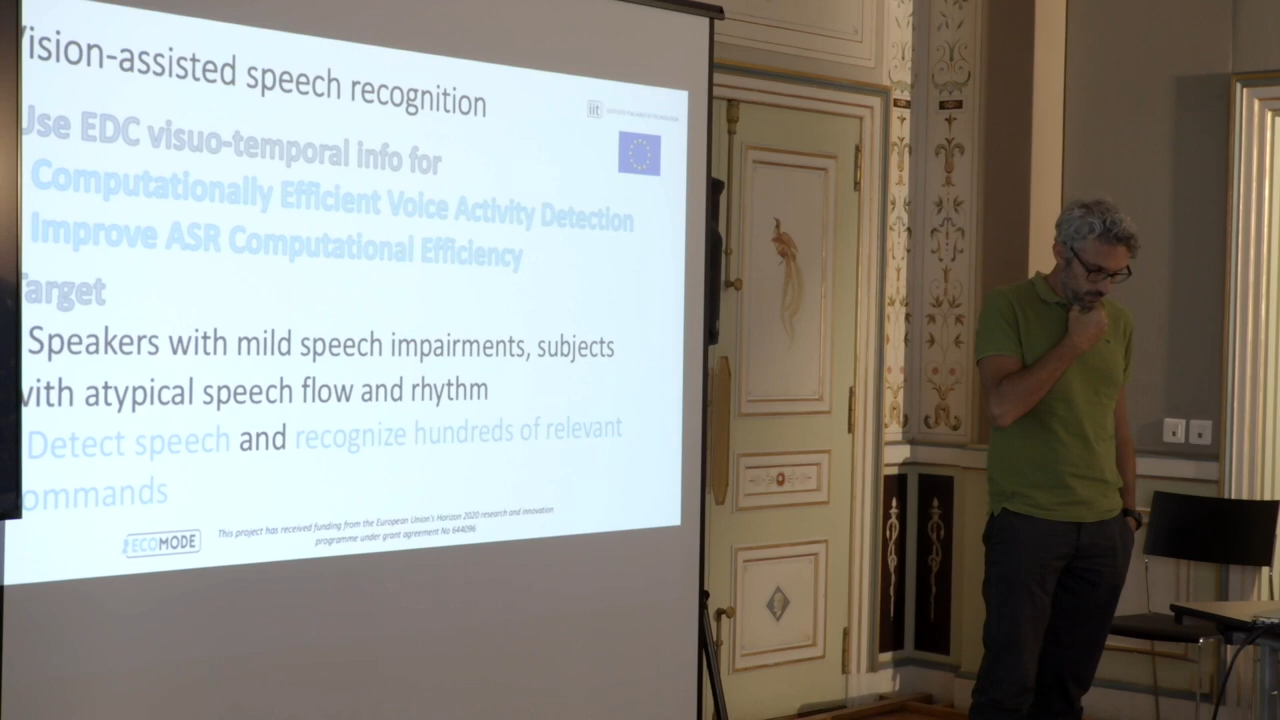 Vision-assisted speech recognition
iit
Use EDC visuo-temporal info for
Computationally Efficient Voice Activity Detection
Improve ASR Computational Efficiency
Target
Speakers with mild speech impairments, subjects
with atypical speech flow and rhythm
Detect speech and recognize hundreds of relevant
ommands
ECOMODE
This project has received funding from the European Union's Horizon 2020 research and innovation
programme under grant agreement No 644096